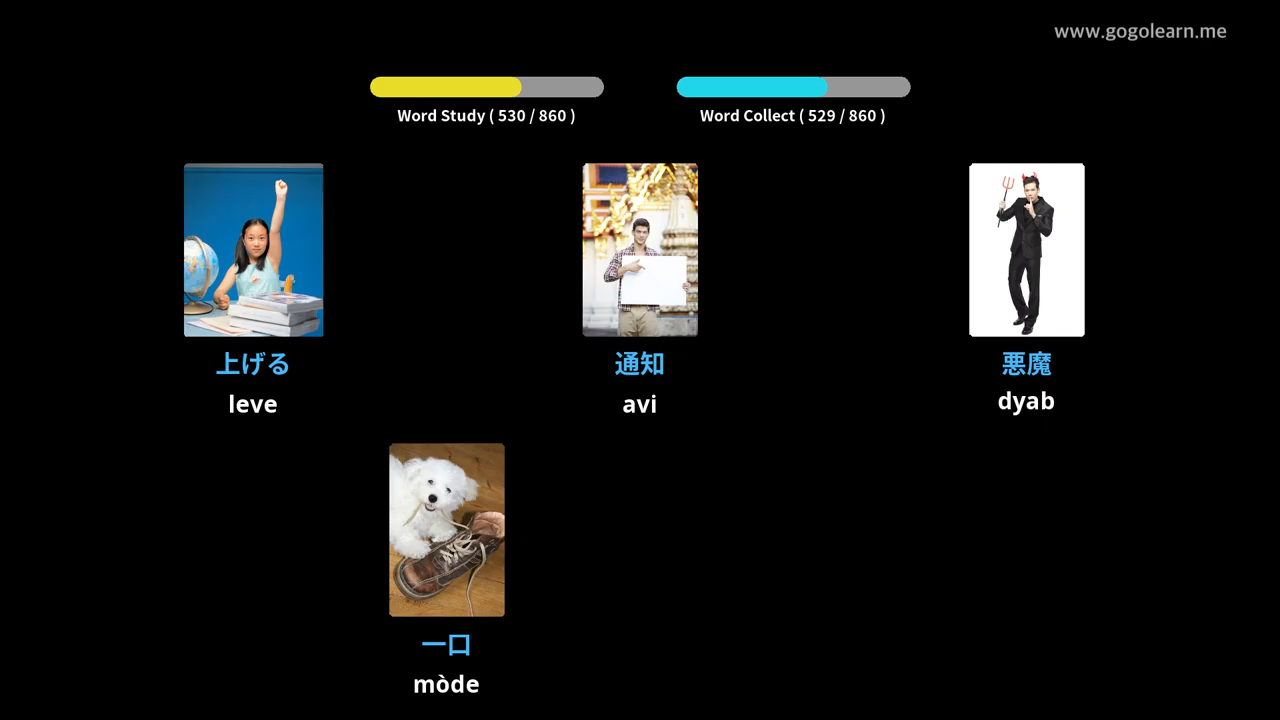 www.gogolearn.me
Word Study ( 530 / 860 )
Word Collect ( 529 / 860 )
上げる
leve
通知
avi
悪魔
dyab
一口
mòde